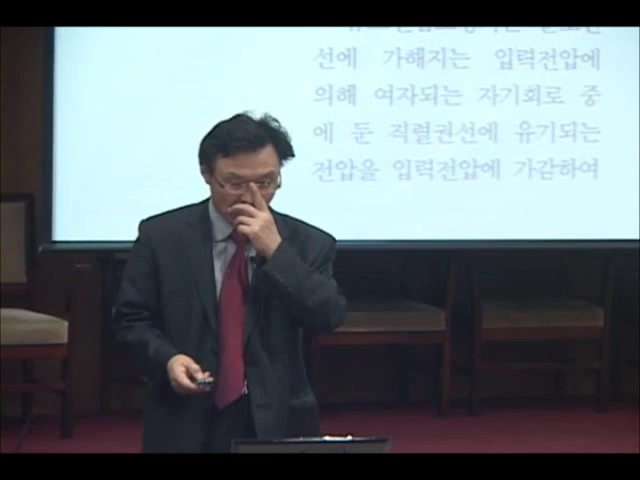 선에 가해지는 입력전압에
의해 여자되는 자기회로 중
에 둔 직렬권선에 유기되는
전압을 입력전압에 가감하여